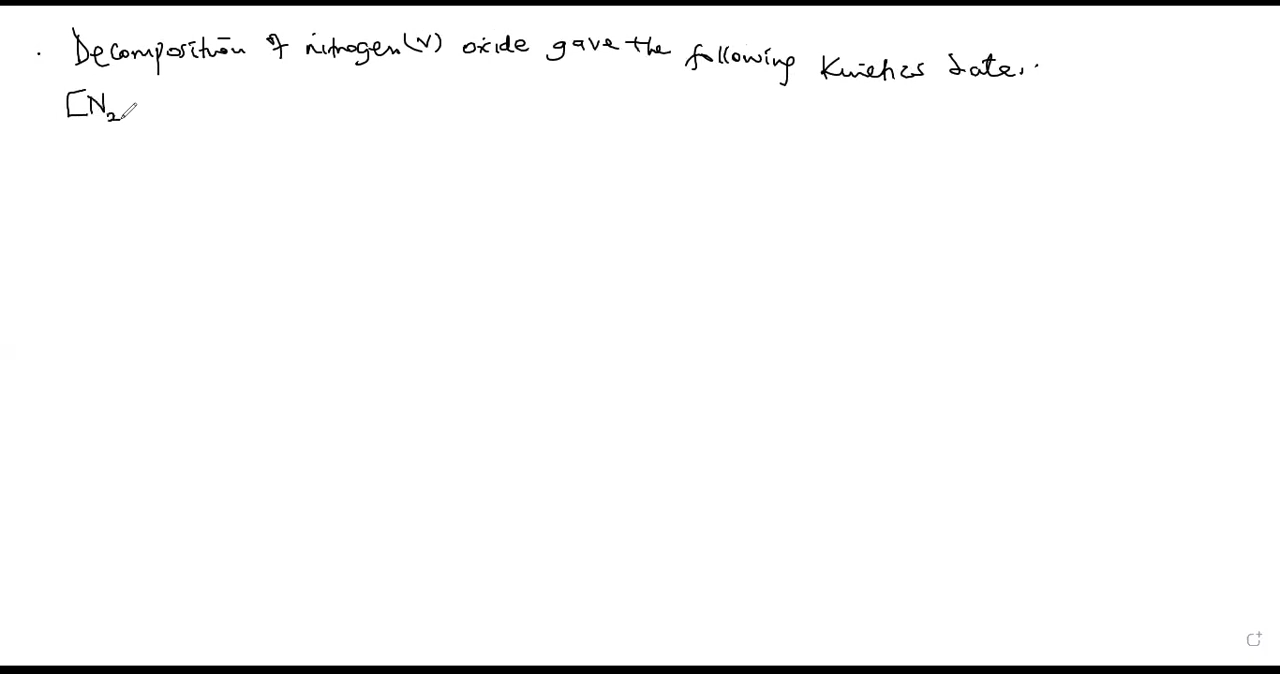 . Decomposition of nitrogen(V) oxide gave the following Kinetics data..
[N₂